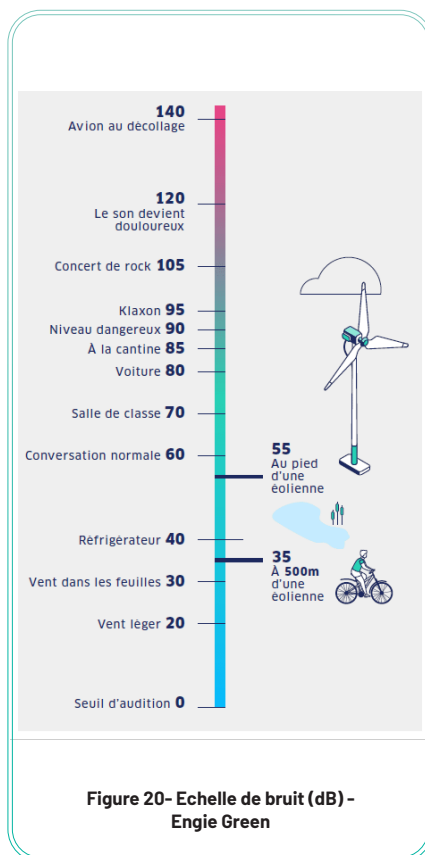 140
Avion au décollage
120
Le son devient
douloureux
Concert de rock 105
Klaxon 95
Niveau dangereux 90
À la cantine 85
Voiture 80
Salle de classe 70
Conversation normale 60
55
Au pied
d'une
éolienne
Réfrigérateur 40
35
À 500m
d'une
éolienne
Vent dans les feuilles 30
Vent léger 20
Seuil d'audition 0
Figure 20- Echelle de bruit (dB) -
Engie Green